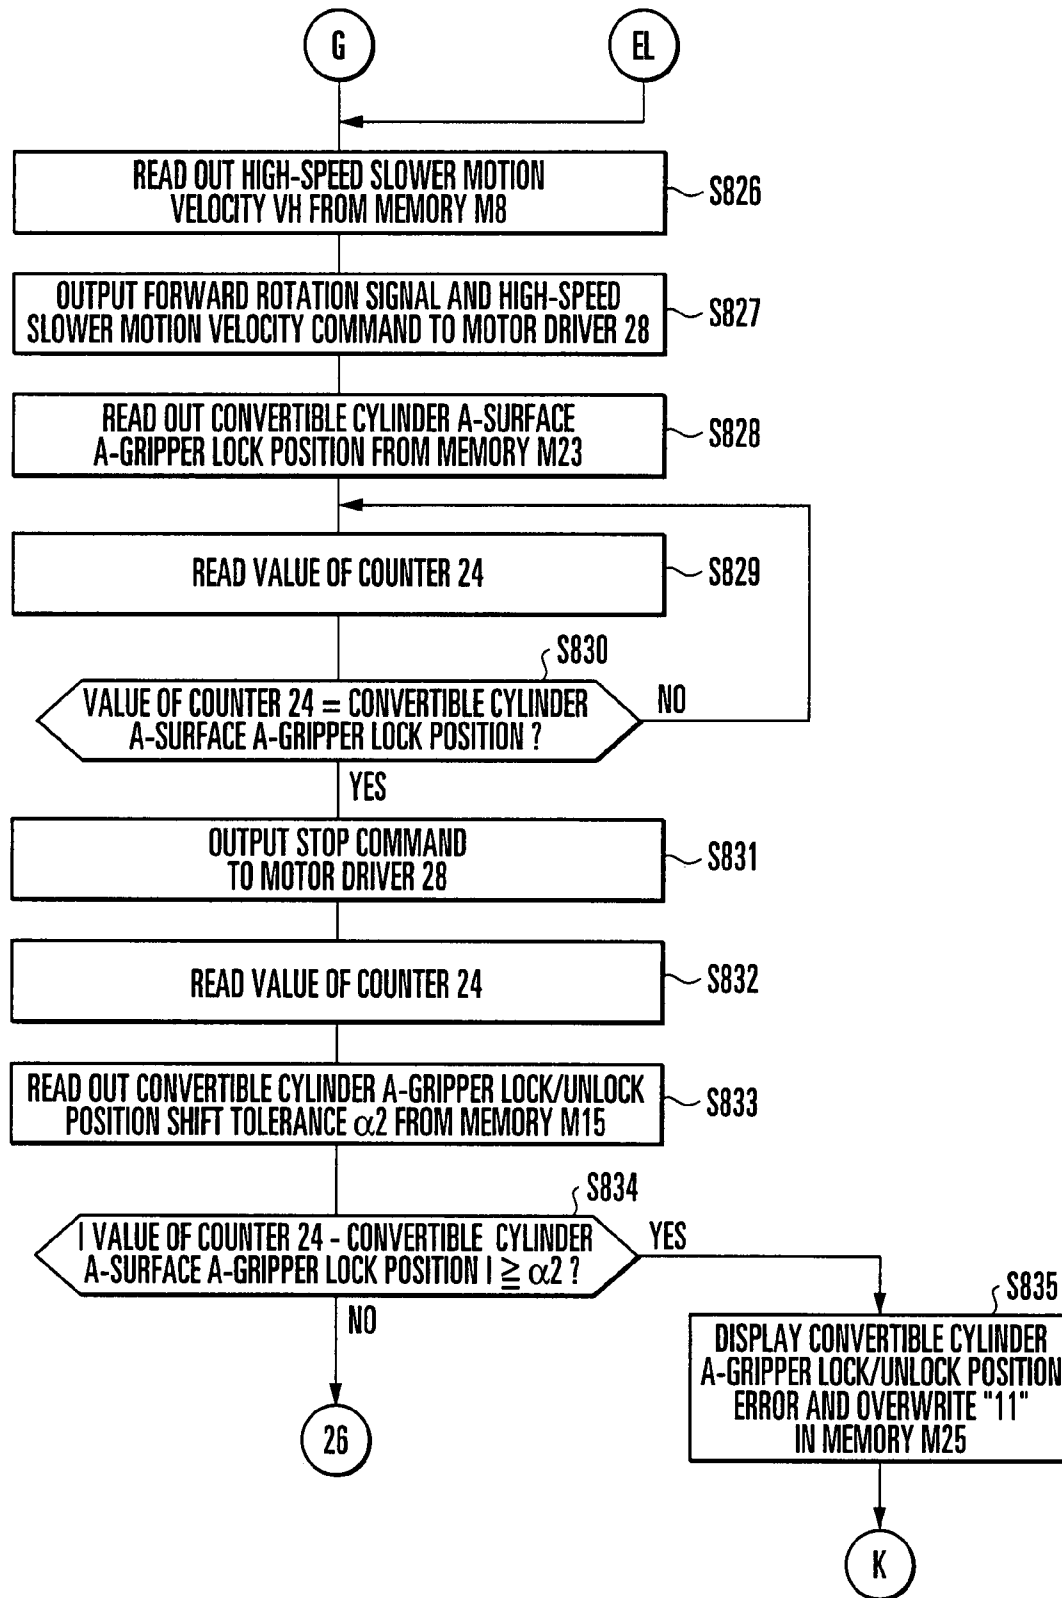 G
EL
READ OUT HIGH-SPEED SLOWER MOTION
VELOCITY VH FROM MEMORY M8
S826
OUTPUT FORWARD ROTATION SIGNAL AND HIGH-SPEED
SLOWER MOTION VELOCITY COMMAND TO MOTOR DRIVER 28
S827
READ OUT CONVERTIBLE CYLINDER A-SURFACE
A-GRIPPER LOCK POSITION FROM MEMORY M23
S828
READ VALUE OF COUNTER 24
S829
S830
VALUE OF COUNTER 24 = CONVERTIBLE CYLINDER
A-SURFACE A-GRIPPER LOCK POSITION ?
NO
YES
OUTPUT STOP COMMAND
TO MOTOR DRIVER 28
S831
READ VALUE OF COUNTER 24
S832
READ OUT CONVERTIBLE CYLINDER A-GRIPPER LOCK/UNLOCK
POSITION SHIFT TOLERANCE α2 FROM MEMORY M15
S833
S834
| VALUE OF COUNTER 24 - CONVERTIBLE CYLINDER
A-SURFACE A-GRIPPER LOCK POSITION | ≧ α2 ?
YES
NO
S835
DISPLAY CONVERTIBLE CYLINDER
A-GRIPPER LOCK/UNLOCK POSITION
ERROR AND OVERWRITE "11"
IN MEMORY M25
26
K